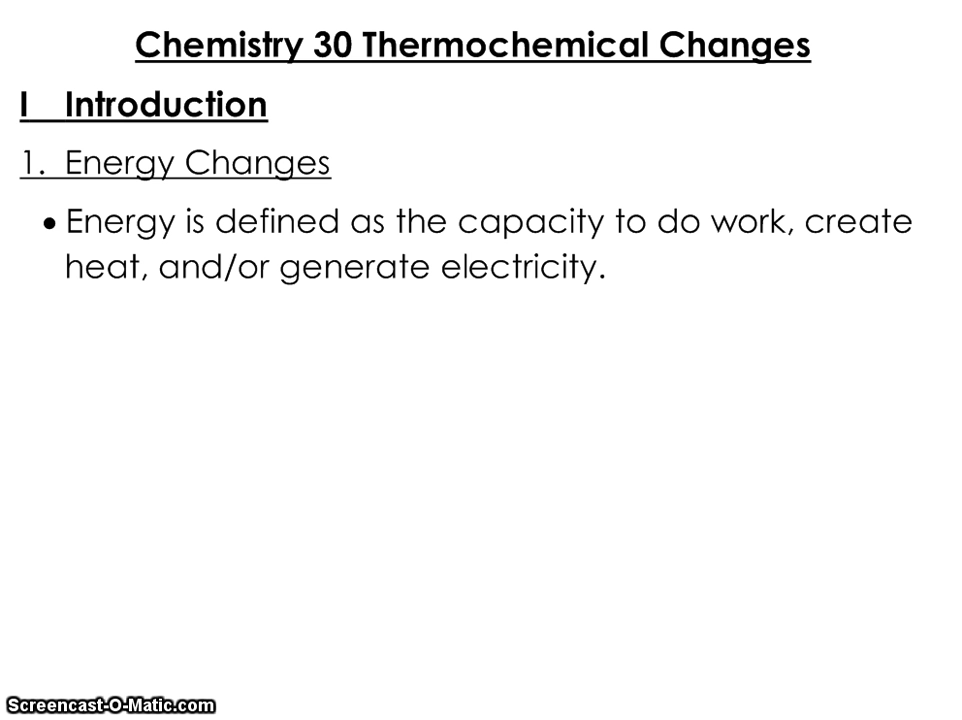 Chemistry 30 Thermochemical Changes
I Introduction
1. Energy Changes
• Energy is defined as the capacity to do work, create
heat, and/or generate electricity.
Screencast-O-Matic.com